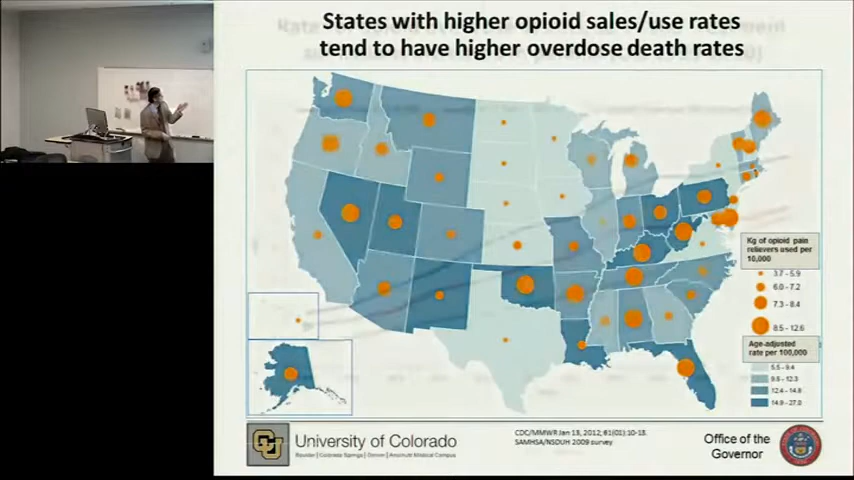 States with higher opioid sales/use rates
tend to have higher overdose death rates
Kg of opioid pain
relievers used per
10,000
3.7 - 5.9
6.0 - 7.2
7.3 - 8.4
8.5 - 12.6
Age-adjusted
rate per 100,000
5.5 - 9.4
9.5 - 12.3
12.4 - 14.8
14.9 - 27.0
CU
University of Colorado
Boulder | Colorado Springs | Denver | Anschutz Medical Campus
CDC/MMWR Jan 13, 2012; 61(01);10-13.
SAMHSA/NSDUH 2009 survey
Office of the
Governor